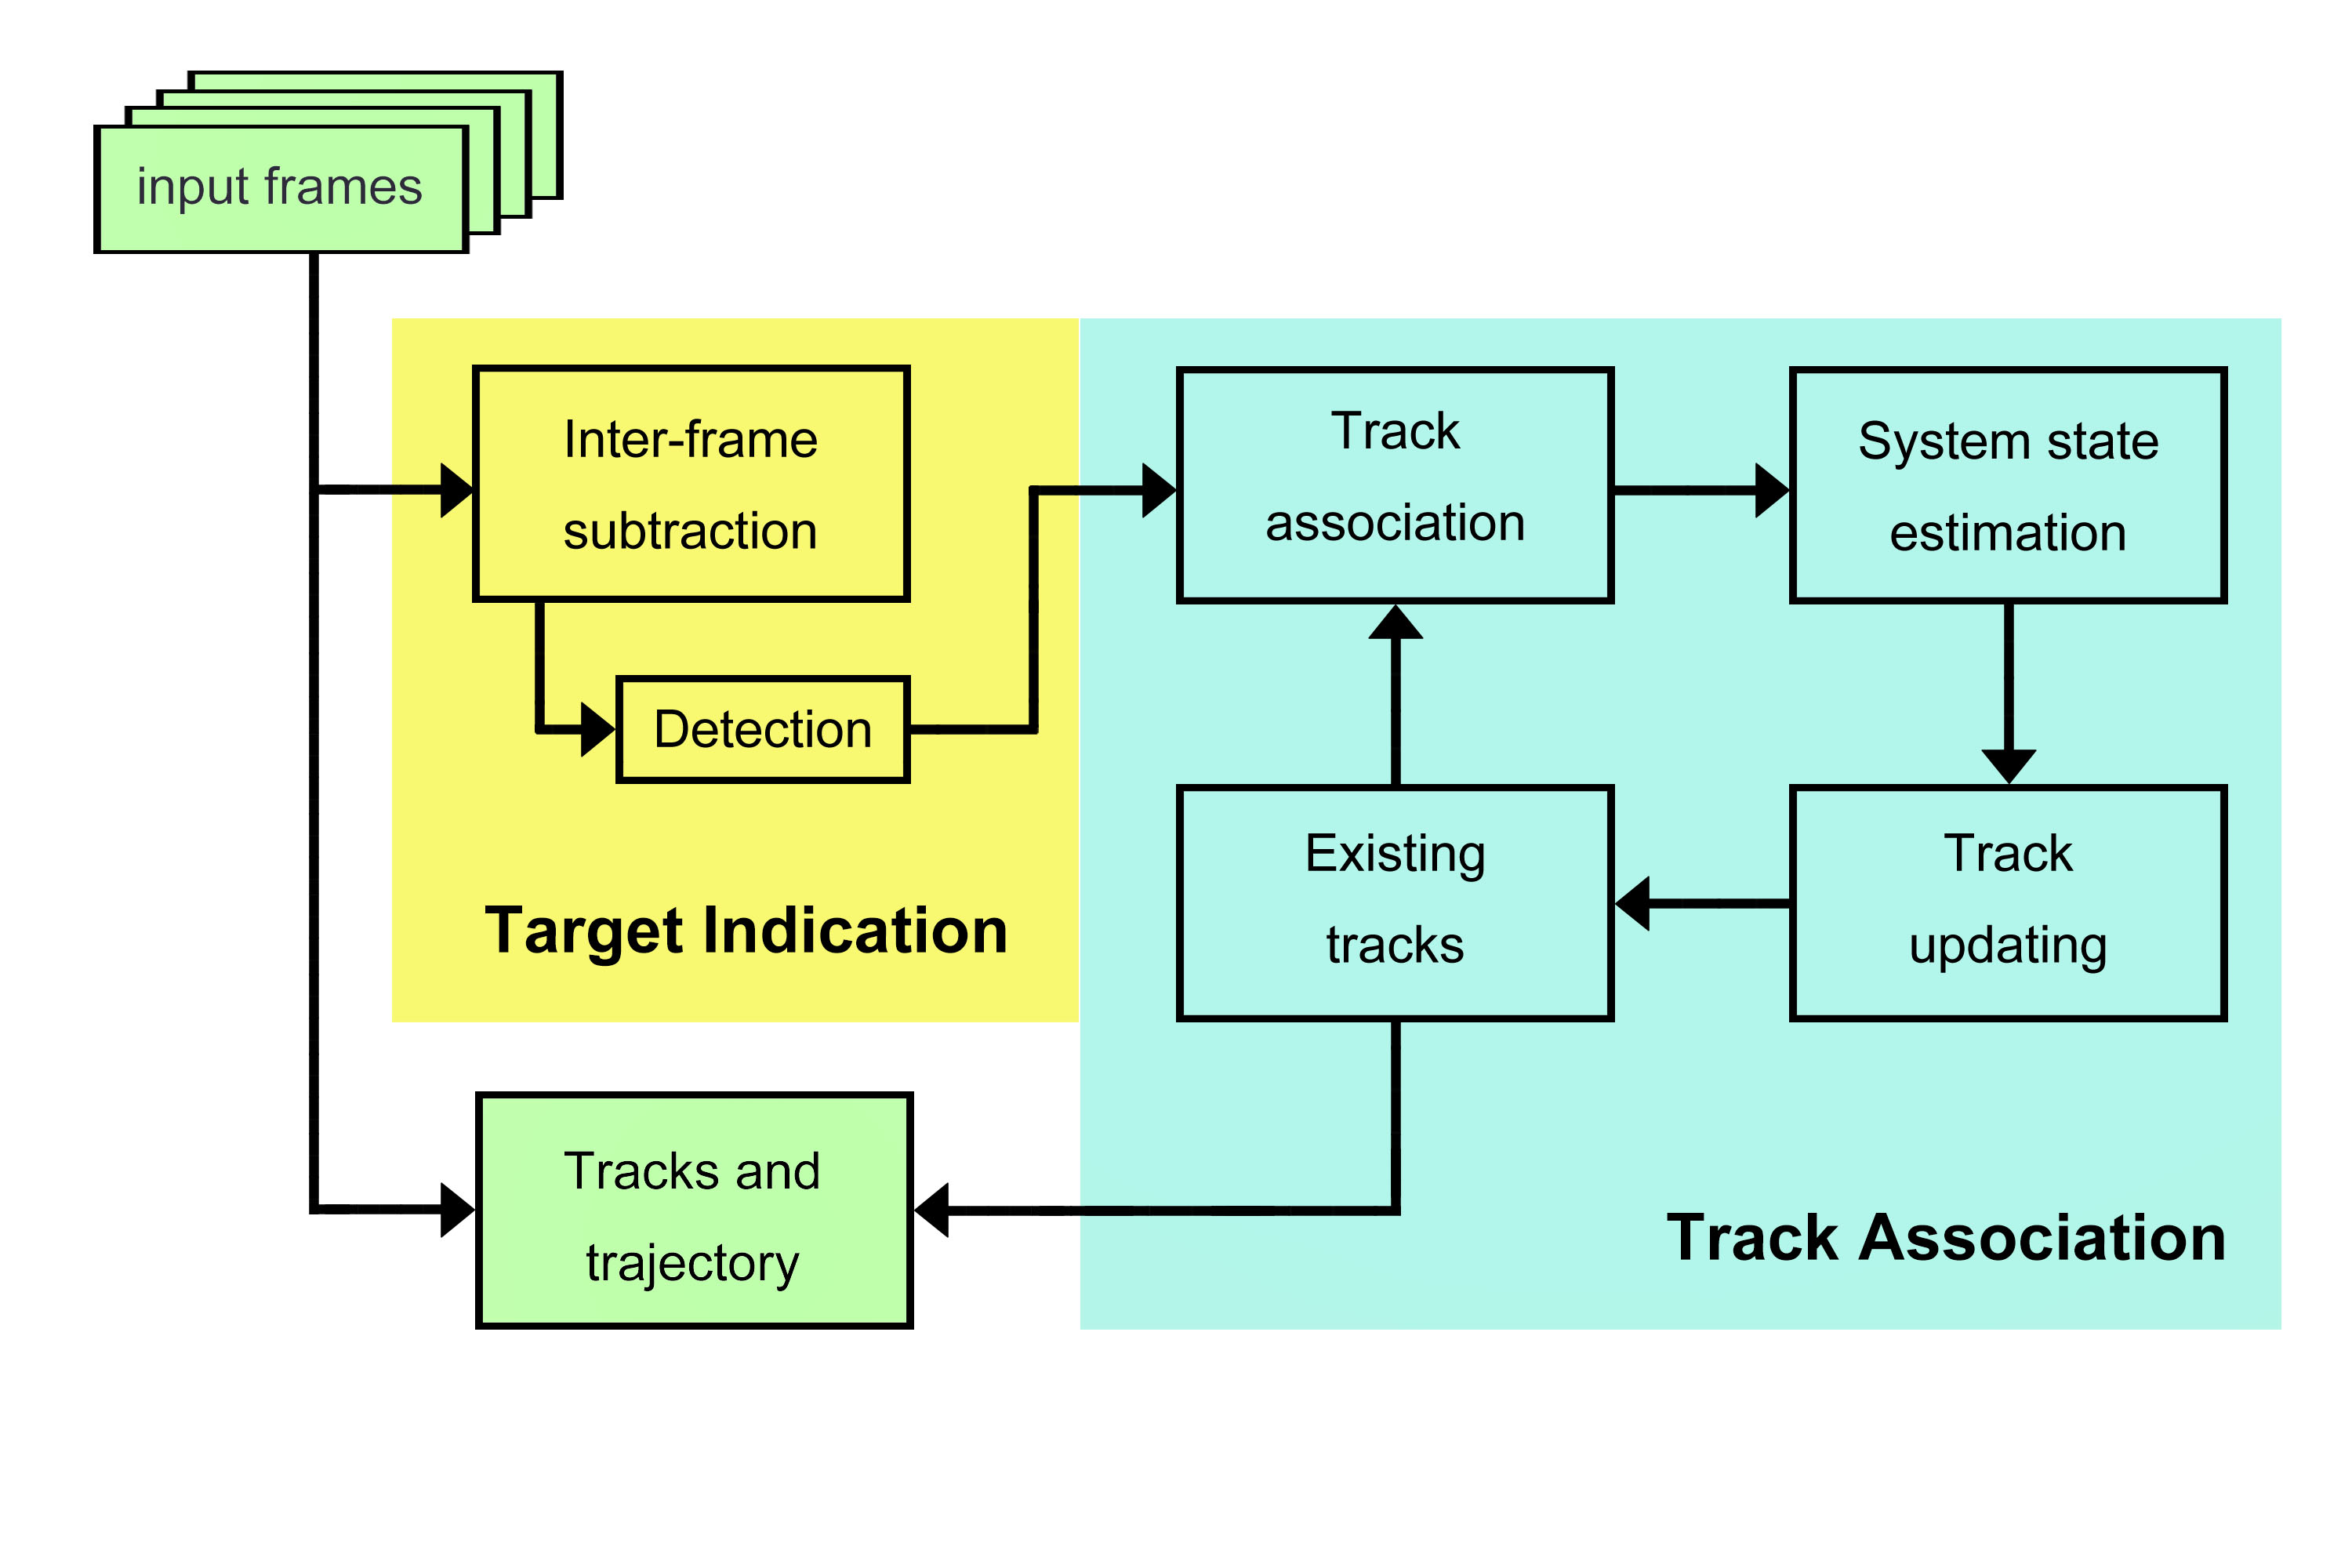 input frames
Inter-frame
subtraction
Detection
Target Indication
Track
association
System state
estimation
Existing
tracks
Track
updating
Tracks and
trajectory
Track Association